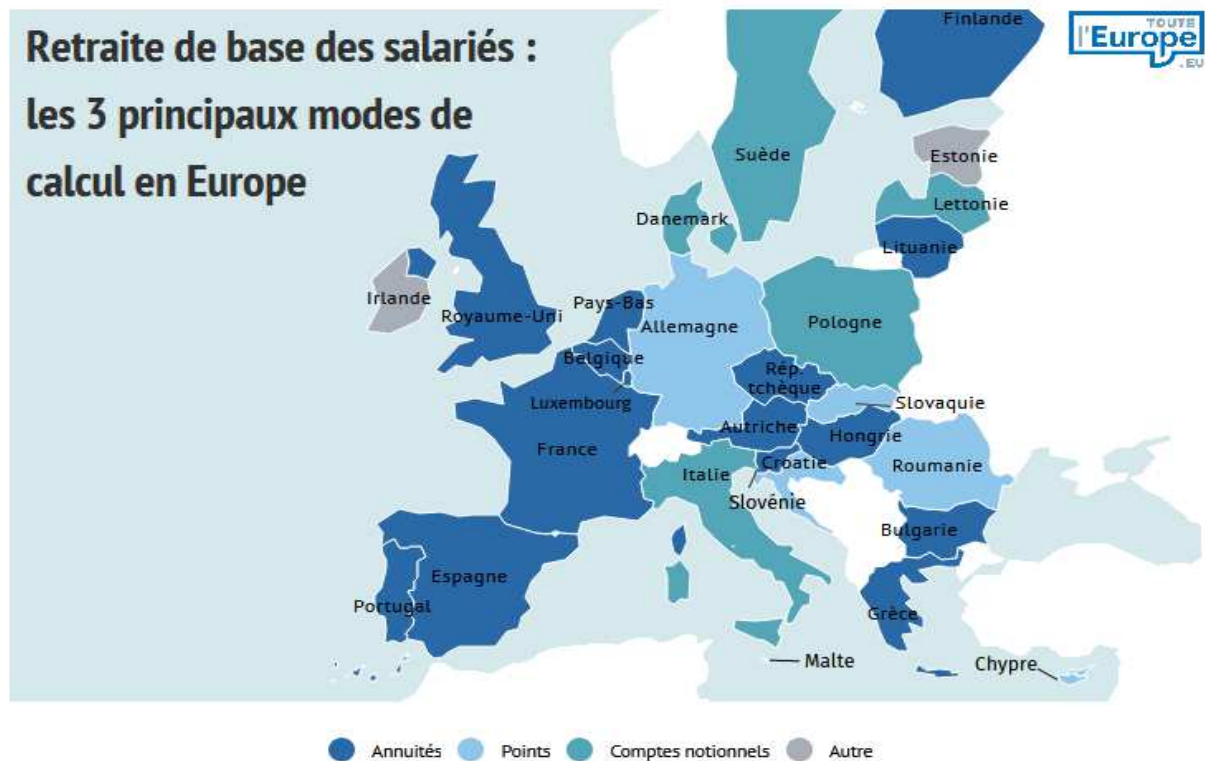 Retraite de base des salariés :
les 3 principaux modes de
calcul en Europe
TOUTE
l'Europe
.EU
Finlande
Suède
Estonie
Lettonie
Danemark
Lituanie
Irlande
Royaume-Uni
Pays-Bas
Allemagne
Pologne
Belgique
Rép.
tchèque
Luxembourg
Slovaquie
Autriche
Hongrie
France
Croatie
Roumanie
Italie
Slovénie
Bulgarie
Espagne
Portugal
Grèce
Malte
Chypre
Annuités Points Comptes notionnels Autre